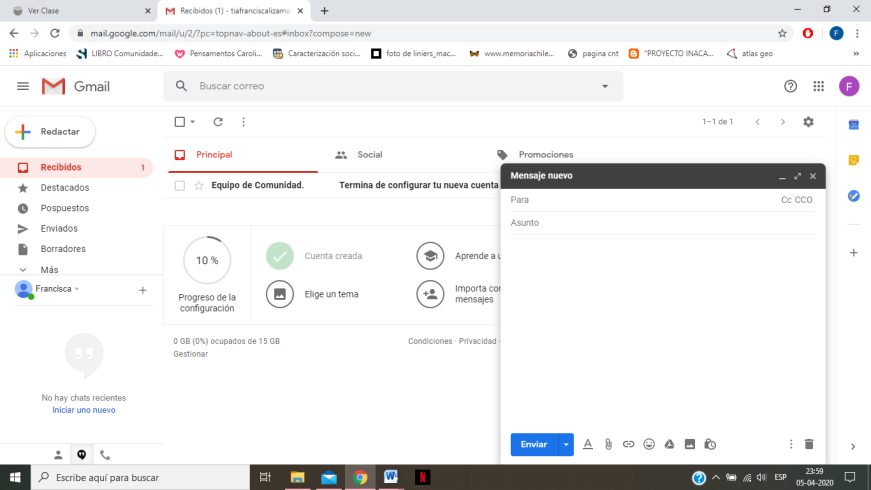 Ver Clase
Recibidos (1) - tiafranciscalizama
mail.google.com/mail/u/2/?pc=topnav-about-es#inbox?compose=new
Aplicaciones
LIBRO Comunidade...
Pensamentos Caroli...
Caracterización soci...
foto de liniers_mac...
www.memoriachile...
pagina cnt
"PROYECTO INACA...
atlas geo
»
F
Gmail
Buscar correo
F
Redactar
1–1 de 1
Principal
Social
Promociones
Recibidos 1
Destacados
Pospuestos
Enviados
Borradores
Más
Equipo de Comunidad.
Termina de configurar tu nueva cuenta
Francisca
No hay chats recientes
Iniciar uno nuevo
10 %
Progreso de la
configuración
Cuenta creada
Aprende a u
Elige un tema
Importa con
mensajes
0 GB (0%) ocupados de 15 GB
Gestionar
Condiciones · Privacidad ·
Mensaje nuevo
Para
Cc CCO
Asunto
Enviar
Escribe aquí para buscar
W
N
ESP
23:59
05-04-2020